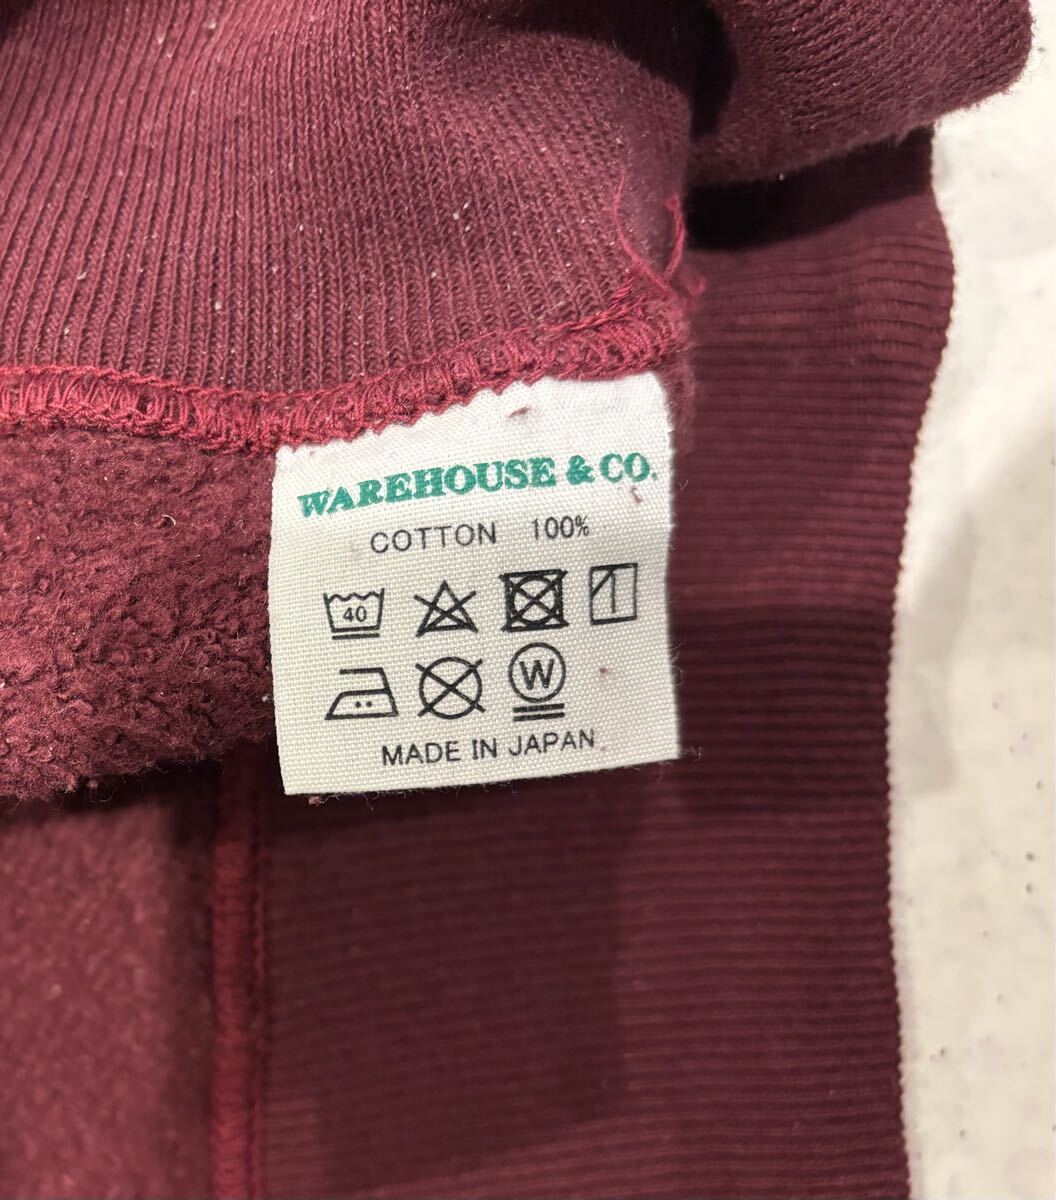 WAREHOUSE & CO.
COTTON 100%
40
W
MADE IN JAPAN